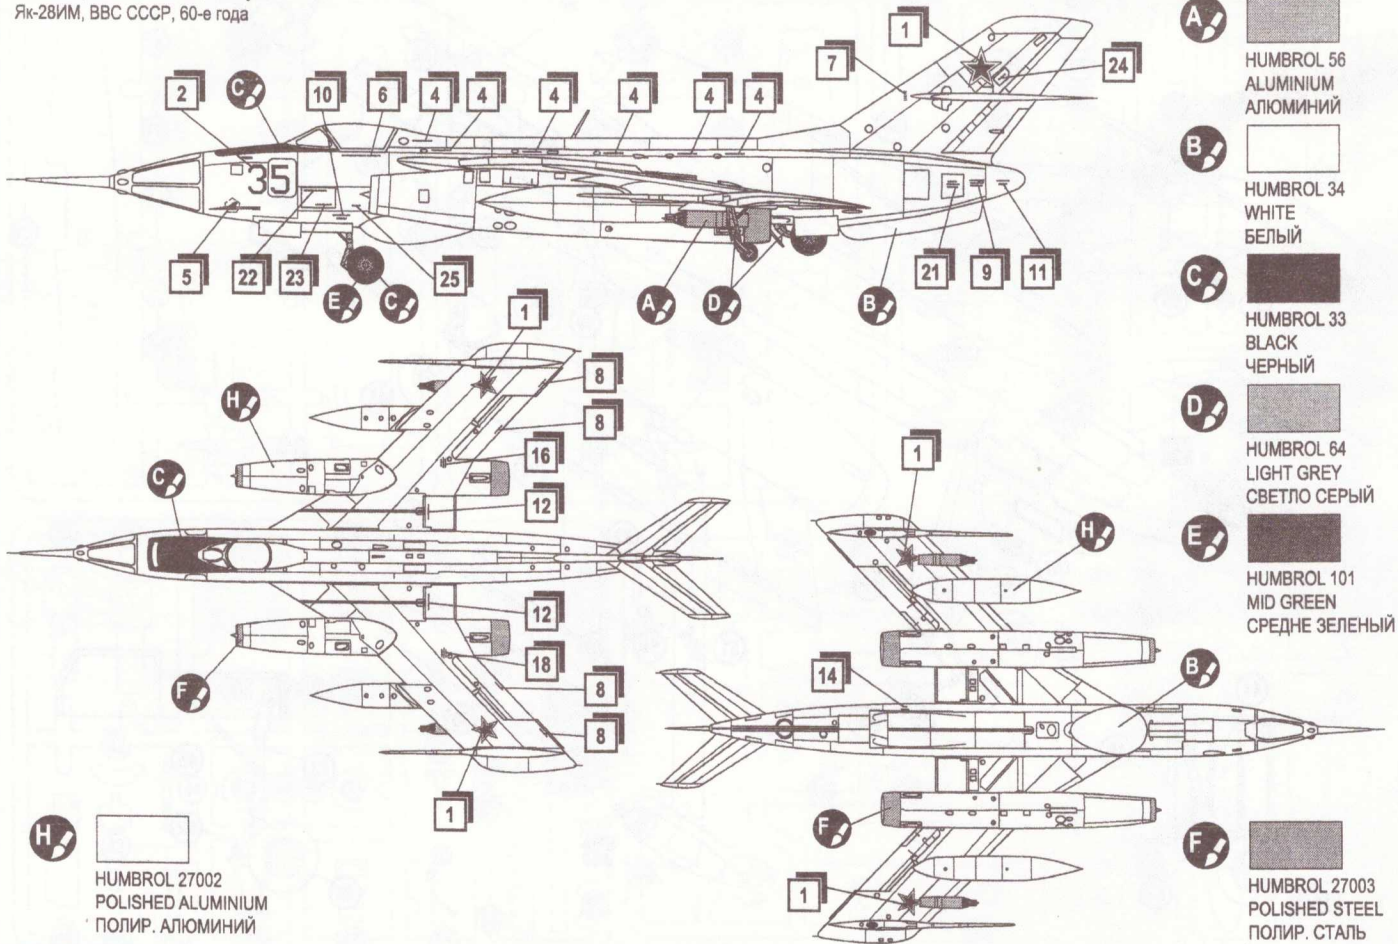 Як-28ИМ, ВВС СССР, 60-е года
1
7
24
2
C
10
6
4
4
4
4
4
4
35
5
22
23
25
E
C
A
D
B
21
9
11
1
H
8
8
16
C
12
12
F
18
8
8
1
1
H
14
B
F
1
A
HUMBROL 56
ALUMINIUM
АЛЮМИНИЙ
B
HUMBROL 34
WHITE
БЕЛЫЙ
C
HUMBROL 33
BLACK
ЧЕРНЫЙ
D
HUMBROL 64
LIGHT GREY
СВЕТЛО СЕРЫЙ
E
HUMBROL 101
MID GREEN
СРЕДНЕ ЗЕЛЕНЫЙ
H
HUMBROL 27002
POLISHED ALUMINIUM
ПОЛИР. АЛЮМИНИЙ
F
HUMBROL 27003
POLISHED STEEL
ПОЛИР. СТАЛЬ